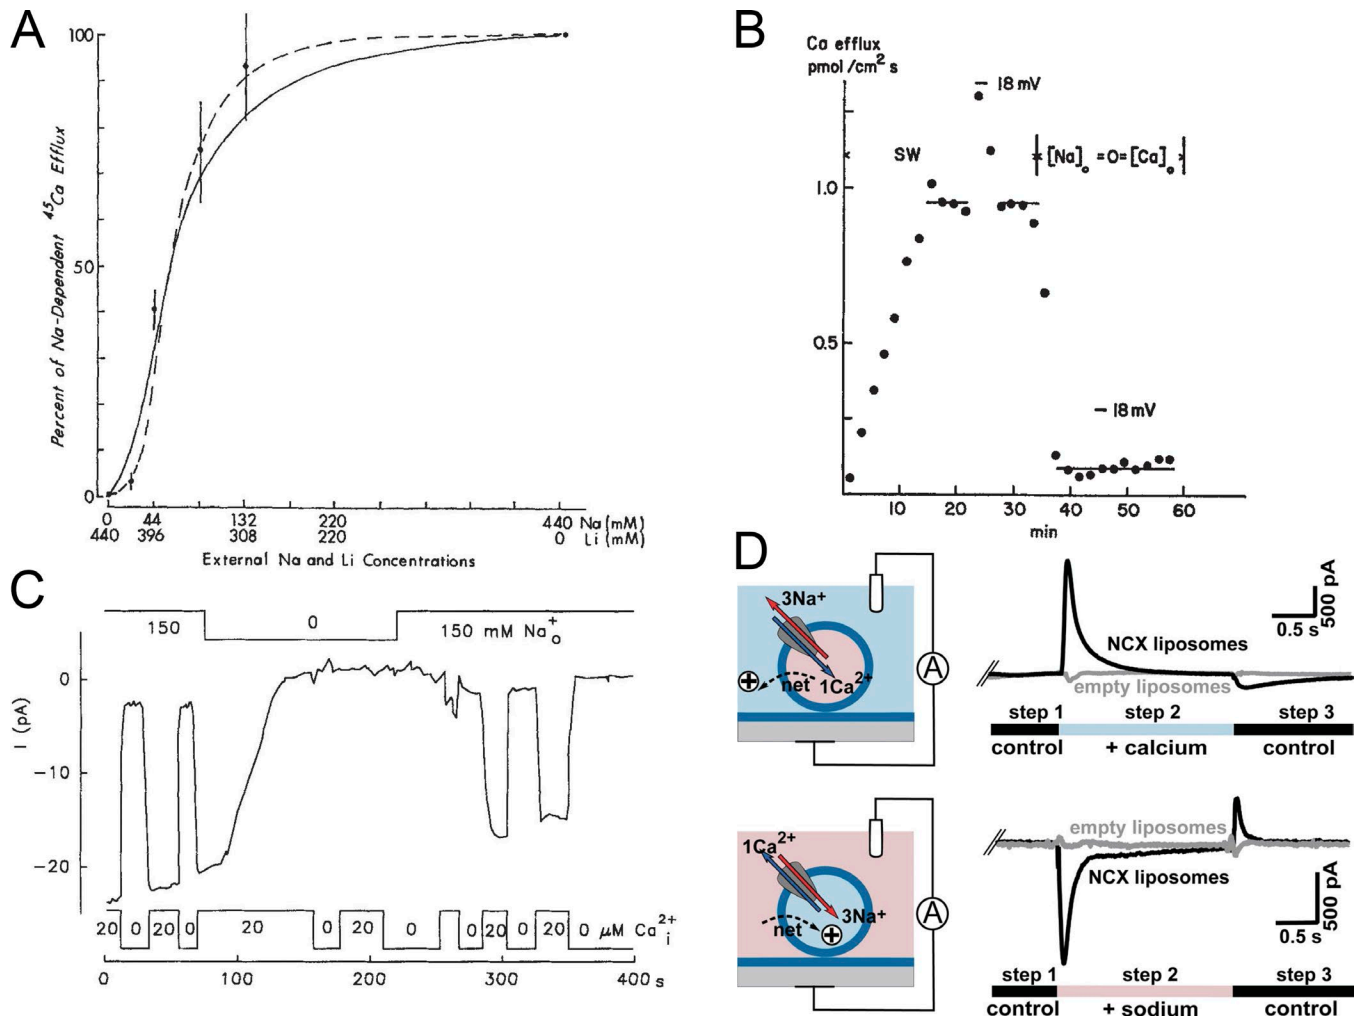 A
100
50
0
Percent of Na-Dependent ⁴⁵Ca Efflux
0 44 132 220 440 Na (mM)
440 396 308 220 0 Li (mM)
External Na and Li Concentrations
B
Ca efflux
pmol/cm² s
– 18 mV
SW
[Na]ₒ = O = [Ca]ₒ
1.0
0.5
– 18 mV
10 20 30 40 50 60
min
C
150 0 150 mM Na⁺ₒ
0
−10
−20
I (pA)
20 0 20 0 20 0 20 0 0 20 0 20 0 μM Ca²⁺ᵢ
0 100 200 300 400 s
D
3Na⁺
net
1Ca²⁺
A
NCX liposomes
empty liposomes
0.5 s
500 pA
step 1 step 2 step 3
control + calcium control
1Ca²⁺
3Na⁺
net
A
empty liposomes
NCX liposomes
0.5 s
500 pA
step 1 step 2 step 3
control + sodium control